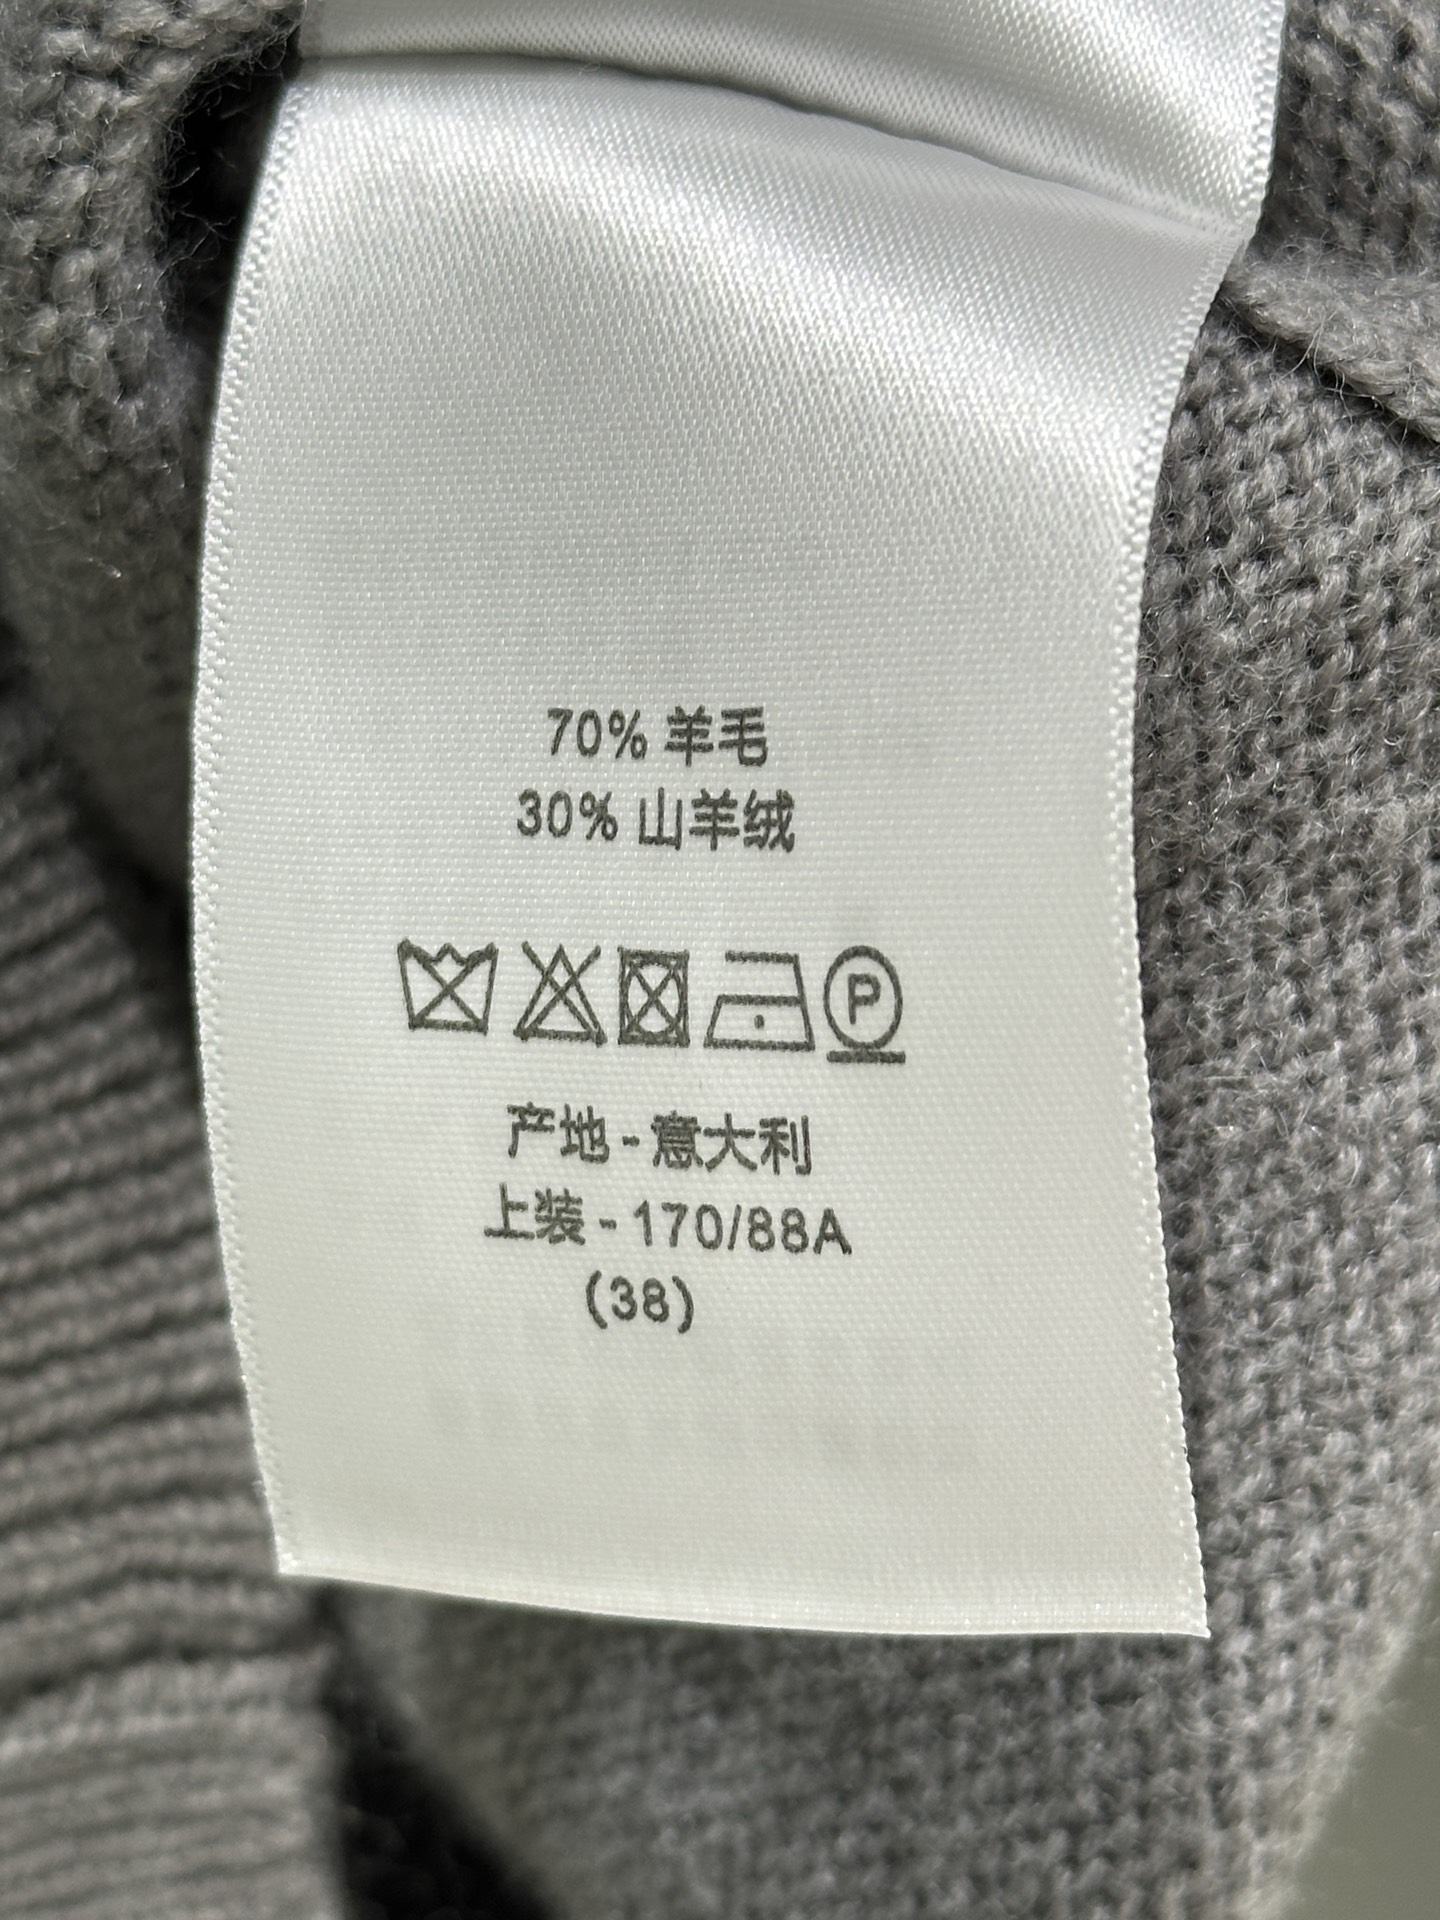 70% 羊毛
30% 山羊绒
P
产地 - 意大利
上装 - 170/88A
(38)